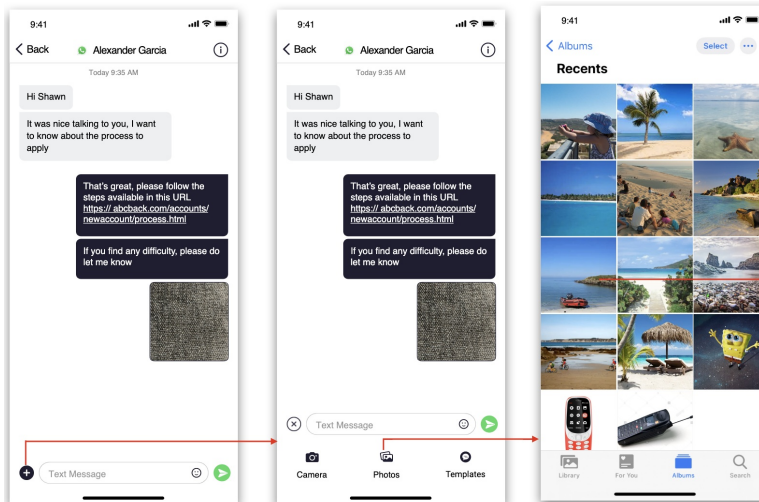 9:41
Back
Alexander Garcia
Today 9:35 AM
Hi Shawn
It was nice talking to you, I want
to know about the process to
apply
That's great, please follow the
steps available in this URL
https:// abcback.com/accounts/
newaccount/process.html
If you find any difficulty, please do
let me know
Text Message
9:41
Back
Alexander Garcia
Today 9:35 AM
Hi Shawn
It was nice talking to you, I want
to know about the process to
apply
That's great, please follow the
steps available in this URL
https:// abcback.com/accounts/
newaccount/process.html
If you find any difficulty, please do
let me know
Text Message
Camera
Photos
Templates
9:41
Albums
Select
Recents
Library
For You
Albums
Search